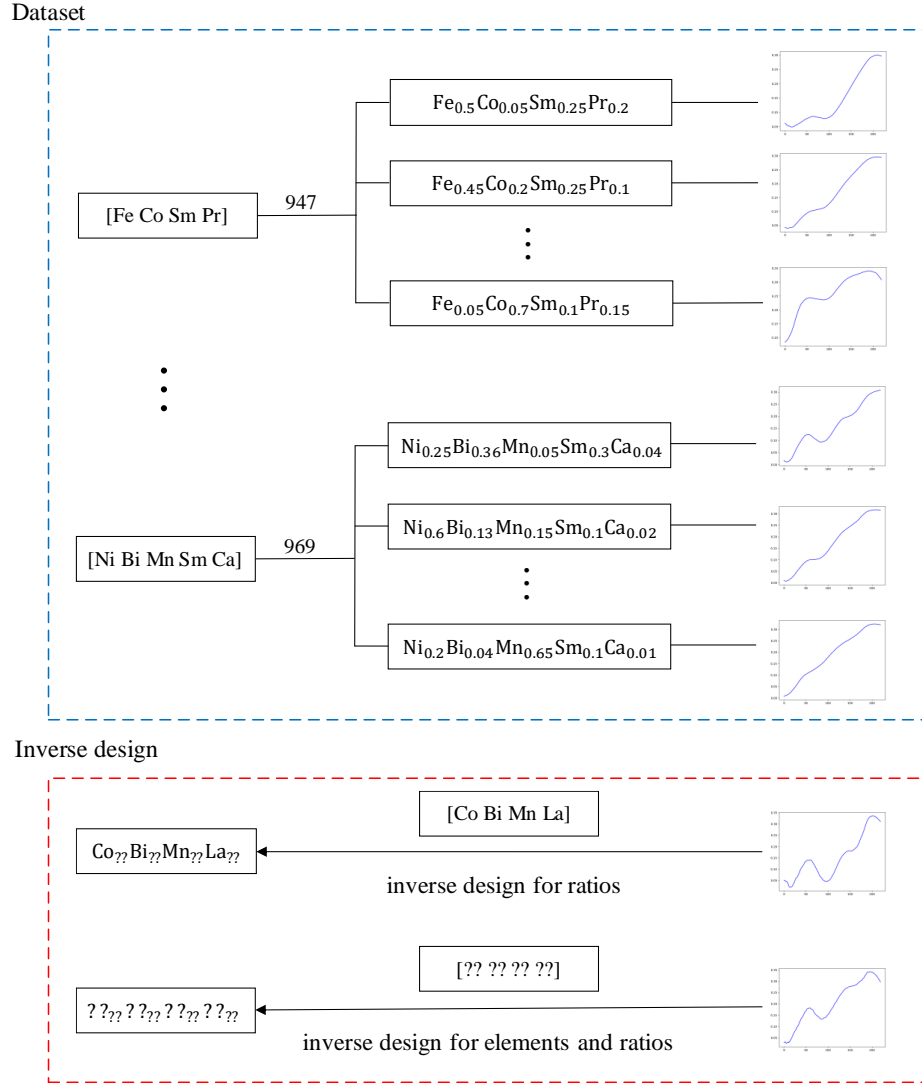 Dataset
Fe0.5Co0.05Sm0.25Pr0.2
Fe0.45Co0.2Sm0.25Pr0.1
[Fe Co Sm Pr]
947
Fe0.05Co0.7Sm0.1Pr0.15
Ni0.25Bi0.36Mn0.05Sm0.3Ca0.04
Ni0.6Bi0.13Mn0.15Sm0.1Ca0.02
[Ni Bi Mn Sm Ca]
969
Ni0.2Bi0.04Mn0.65Sm0.1Ca0.01
Inverse design
[Co Bi Mn La]
Co??Bi??Mn??La??
inverse design for ratios
[?? ?? ?? ??]
? ??? ? ??? ? ??? ? ???
inverse design for elements and ratios